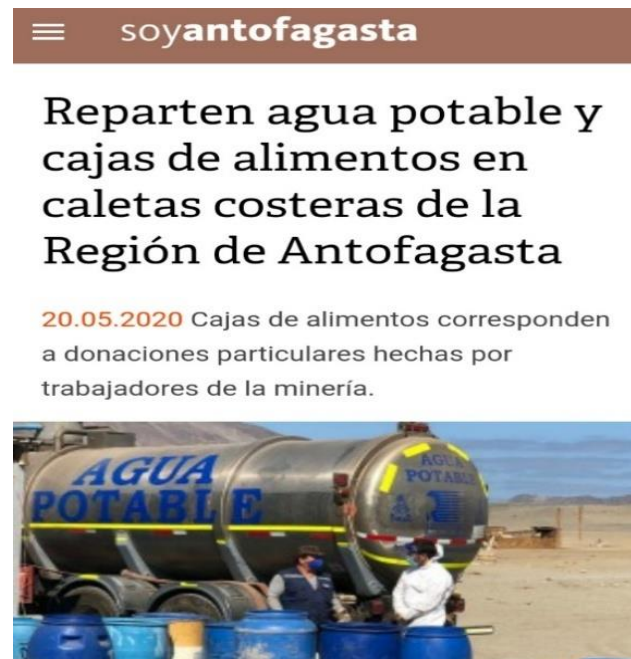 soyantofagasta
Reparten agua potable y
cajas de alimentos en
caletas costeras de la
Región de Antofagasta
20.05.2020 Cajas de alimentos corresponden
a donaciones particulares hechas por
trabajadores de la minería.
AGUA
POTABLE
AGUA
POTABLE